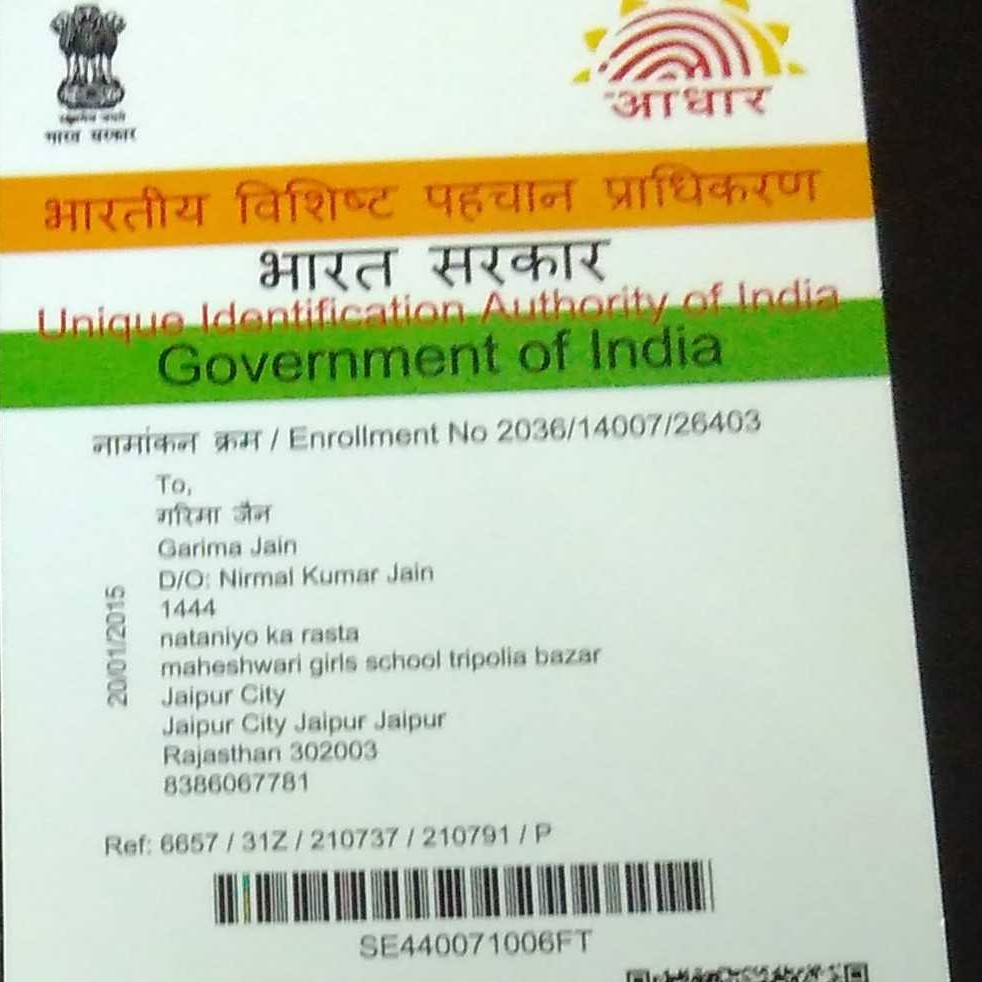 भारत सरकार
आधार
भारतीय विशिष्ट पहचान प्राधिकरण
भारत सरकार
Unique Identification Authority of India
Government of India
नामांकन क्रम / Enrollment No 2036/14007/26403
To,
गरिमा जैन
Garima Jain
D/O: Nirmal Kumar Jain
1444
nataniyo ka rasta
maheshwari girls school tripolia bazar
Jaipur City
Jaipur City Jaipur Jaipur
Rajasthan 302003
8386067781
20/01/2015
Ref: 6657 / 31Z / 210737 / 210791 / P
SE440071006FT